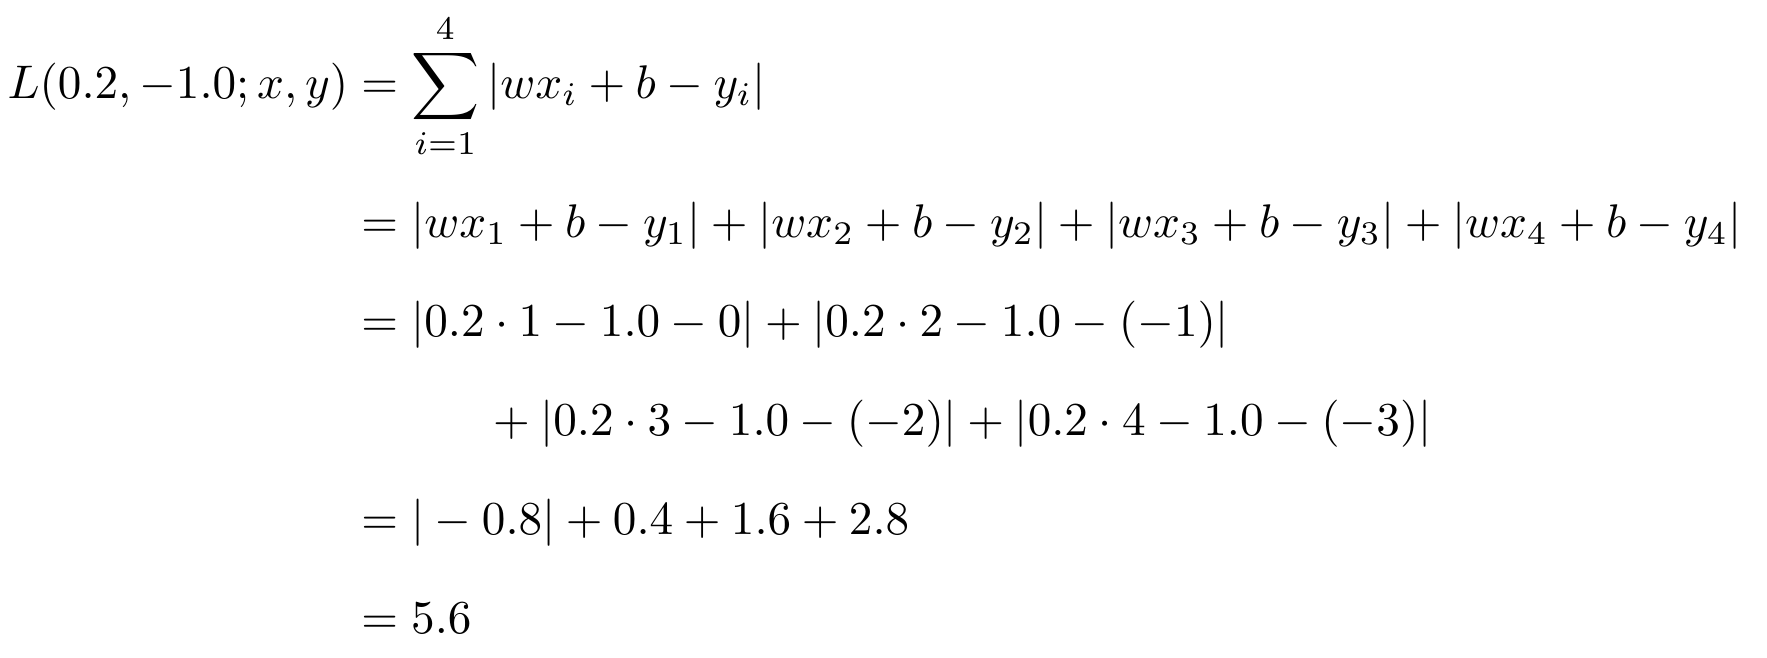 L(0.2, −1.0; x, y) = \sum_{i=1}^{4} |wx_i + b − y_i|
= |wx_1 + b − y_1| + |wx_2 + b − y_2| + |wx_3 + b − y_3| + |wx_4 + b − y_4|
= |0.2 · 1 − 1.0 − 0| + |0.2 · 2 − 1.0 − (−1)|
+ |0.2 · 3 − 1.0 − (−2)| + |0.2 · 4 − 1.0 − (−3)|
= | − 0.8| + 0.4 + 1.6 + 2.8
= 5.6